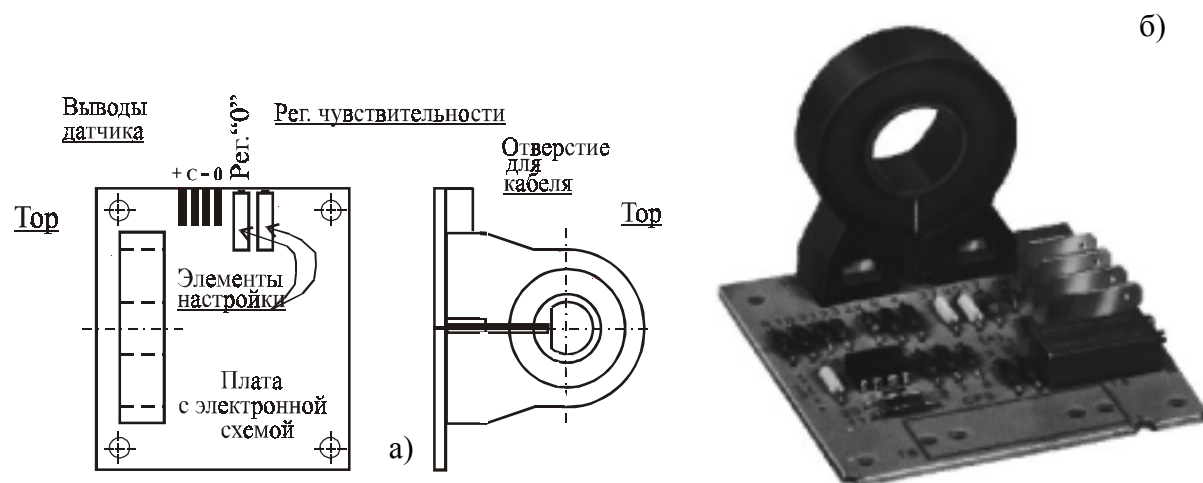 б)
Выводы
датчика
Рег.“0”
Рег. чувствительности
Отверстие
для
кабеля
+ с - 0
Тор
Тор
Элементы
настройки
Плата
с электронной
схемой
а)